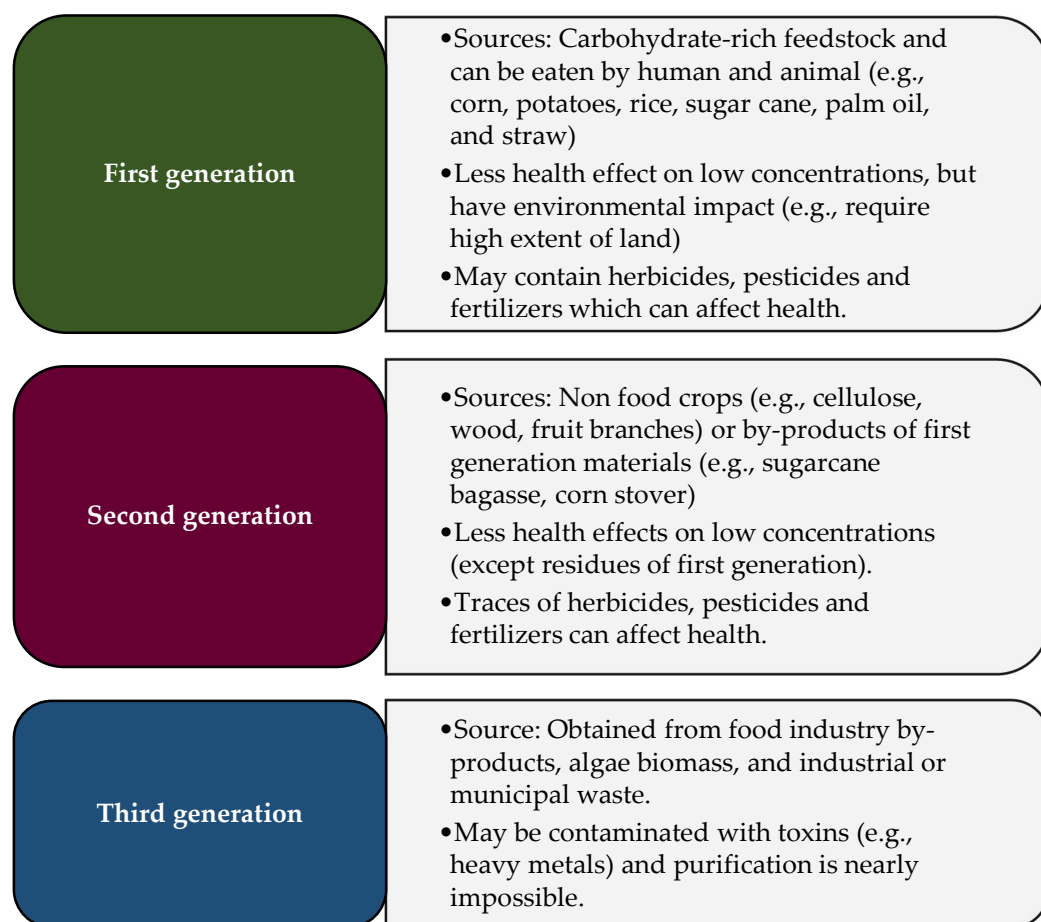 First generation
•Sources: Carbohydrate-rich feedstock and
can be eaten by human and animal (e.g.,
corn, potatoes, rice, sugar cane, palm oil,
and straw)
•Less health effect on low concentrations, but
have environmental impact (e.g., require
high extent of land)
•May contain herbicides, pesticides and
fertilizers which can affect health.
Second generation
•Sources: Non food crops (e.g., cellulose,
wood, fruit branches) or by-products of first
generation materials (e.g., sugarcane
bagasse, corn stover)
•Less health effects on low concentrations
(except residues of first generation).
•Traces of herbicides, pesticides and
fertilizers can affect health.
Third generation
•Source: Obtained from food industry by-
products, algae biomass, and industrial or
municipal waste.
•May be contaminated with toxins (e.g.,
heavy metals) and purification is nearly
impossible.